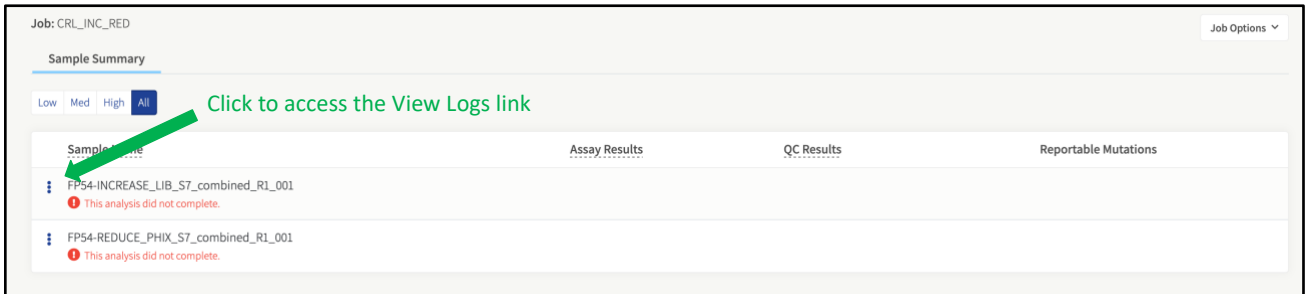 Job: CRL_INC_RED
Job Options
Sample Summary
Low Med High All
Click to access the View Logs link
Sample Assay Results QC Results Reportable Mutations
FP54-INCREASE_LIB_S7_combined_R1_001
This analysis did not complete.
FP54-REDUCE_PHIX_S7_combined_R1_001
This analysis did not complete.